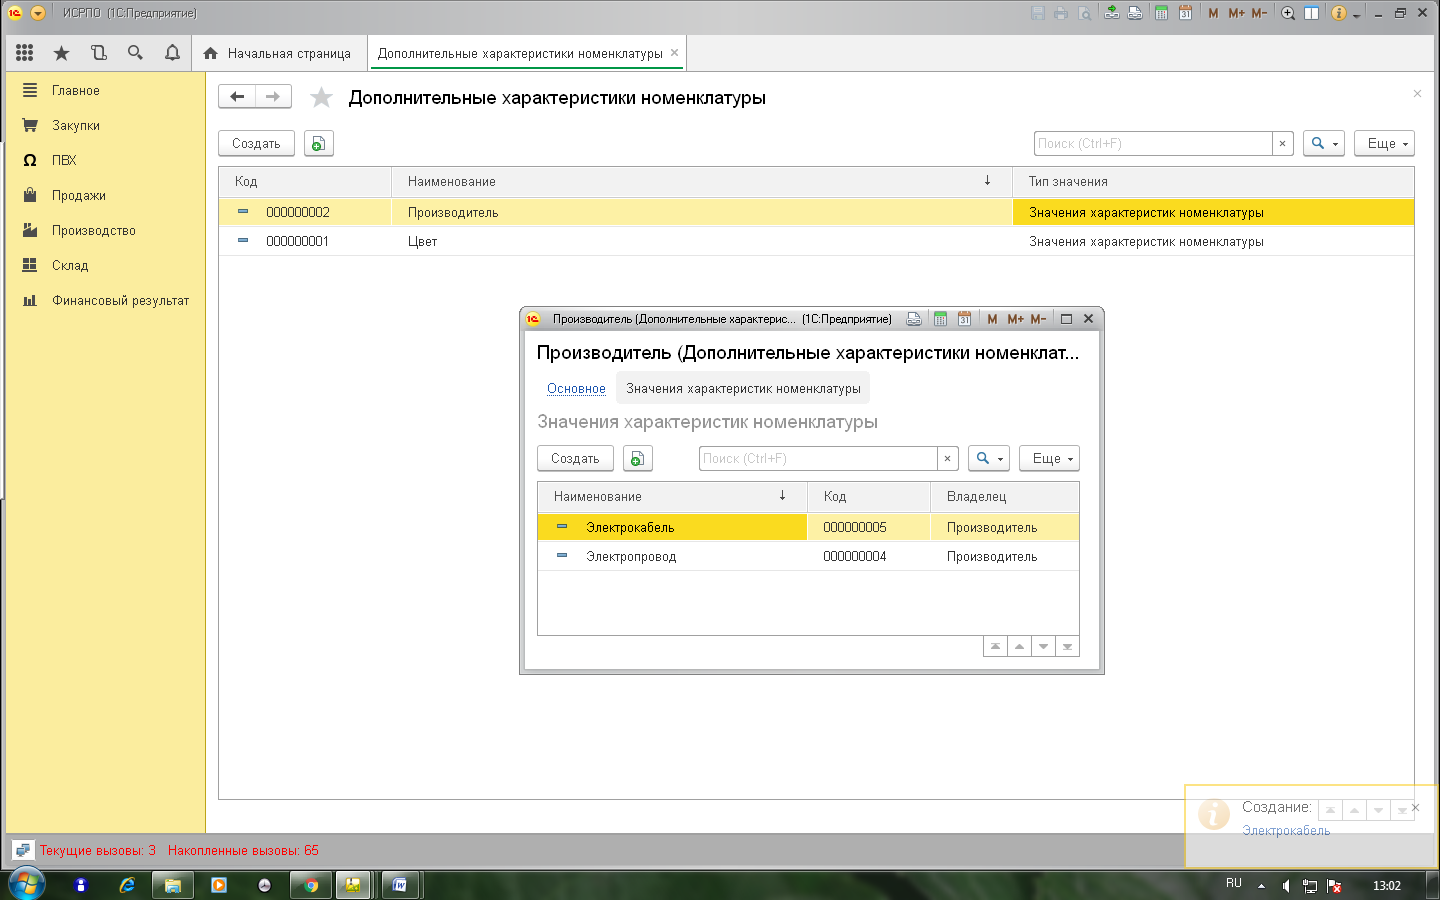 ИСРПО (1С:Предприятие)
M M+ M-
Начальная страница
Дополнительные характеристики номенклатуры
Главное
Закупки
ПВХ
Продажи
Производство
Склад
Финансовый результат
Дополнительные характеристики номенклатуры
Создать
Поиск (Ctrl+F)
Еще
Код Наименование Тип значения
000000002 Производитель Значения характеристик номенклатуры
000000001 Цвет Значения характеристик номенклатуры
Производитель (Дополнительные характерис... (1С:Предприятие)
M M+ M-
Производитель (Дополнительные характеристики номенклат...
Основное Значения характеристик номенклатуры
Значения характеристик номенклатуры
Создать
Поиск (Ctrl+F)
Еще
Наименование Код Владелец
Электрокабель 000000005 Производитель
Электропровод 000000004 Производитель
Создание:
Электрокабель
Текущие вызовы: 3 Накопленные вызовы: 65
RU
13:02